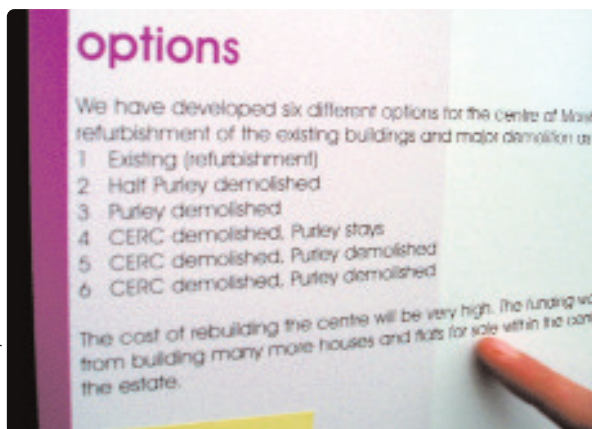 options
We have developed six different options for the centre of
refurbishment of the existing buildings and major demolition
1 Existing (refurbishment)
2 Half Purley demolished
3 Purley demolished
4 CERC demolished, Purley stays
5 CERC demolished, Purley demolished
6 CERC demolished, Purley demolished
The cost of rebuilding the centre will be very high. The funding
from building many more houses and flats for sale within the
the estate.